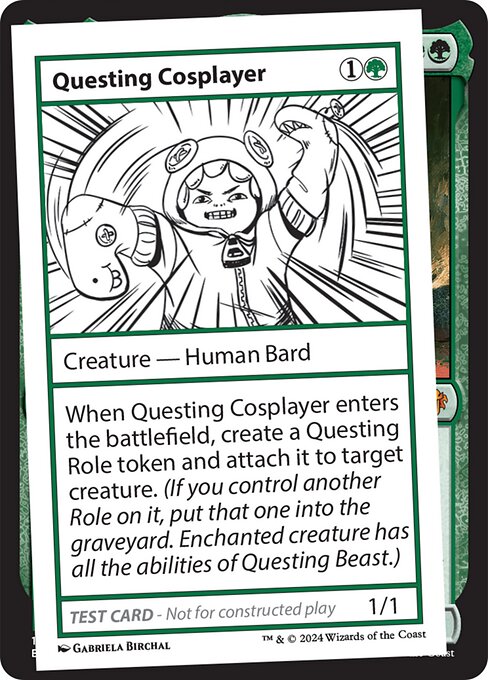 Questing Cosplayer 1
Creature — Human Bard
When Questing Cosplayer enters
the battlefield, create a Questing
Role token and attach it to target
creature. (If you control another
Role on it, put that one into the
graveyard. Enchanted creature has
all the abilities of Questing Beast.)
TEST CARD - Not for constructed play 1/1
GABRIELA BIRCHAL ™ & © 2024 Wizards of the Coast